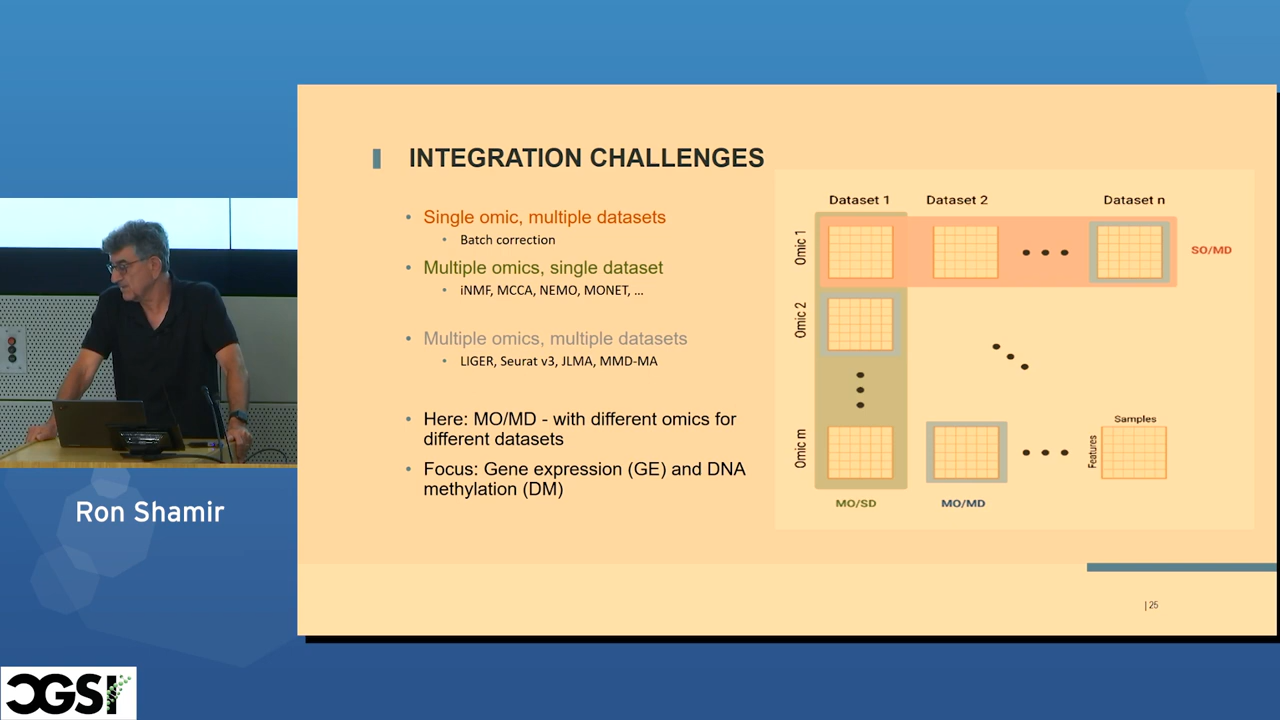 INTEGRATION CHALLENGES
• Single omic, multiple datasets
• Batch correction
• Multiple omics, single dataset
• iNMF, MCCA, NEMO, MONET, ...
• Multiple omics, multiple datasets
• LIGER, Seurat v3, JLMA, MMD-MA
• Here: MO/MD - with different omics for
different datasets
• Focus: Gene expression (GE) and DNA
methylation (DM)
Dataset 1 Dataset 2 Dataset n
Omic 1
SO/MD
Omic 2
Omic m
Samples
Features
MO/SD MO/MD
| 25
Ron Shamir
CGSI